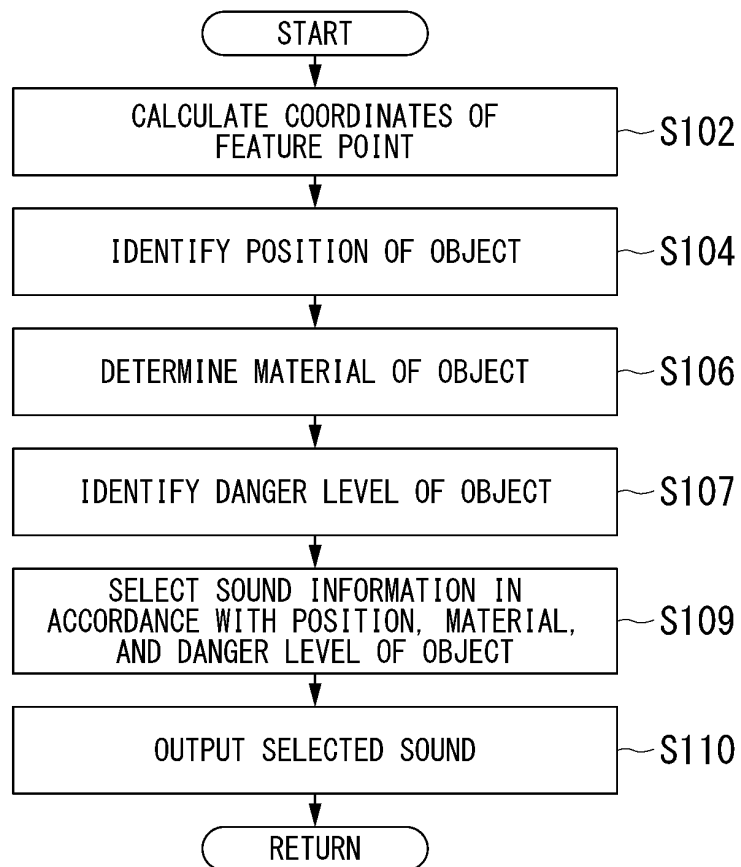 START
CALCULATE COORDINATES OF
FEATURE POINT
S102
IDENTIFY POSITION OF OBJECT
S104
DETERMINE MATERIAL OF OBJECT
S106
IDENTIFY DANGER LEVEL OF OBJECT
S107
SELECT SOUND INFORMATION IN
ACCORDANCE WITH POSITION, MATERIAL,
AND DANGER LEVEL OF OBJECT
S109
OUTPUT SELECTED SOUND
S110
RETURN